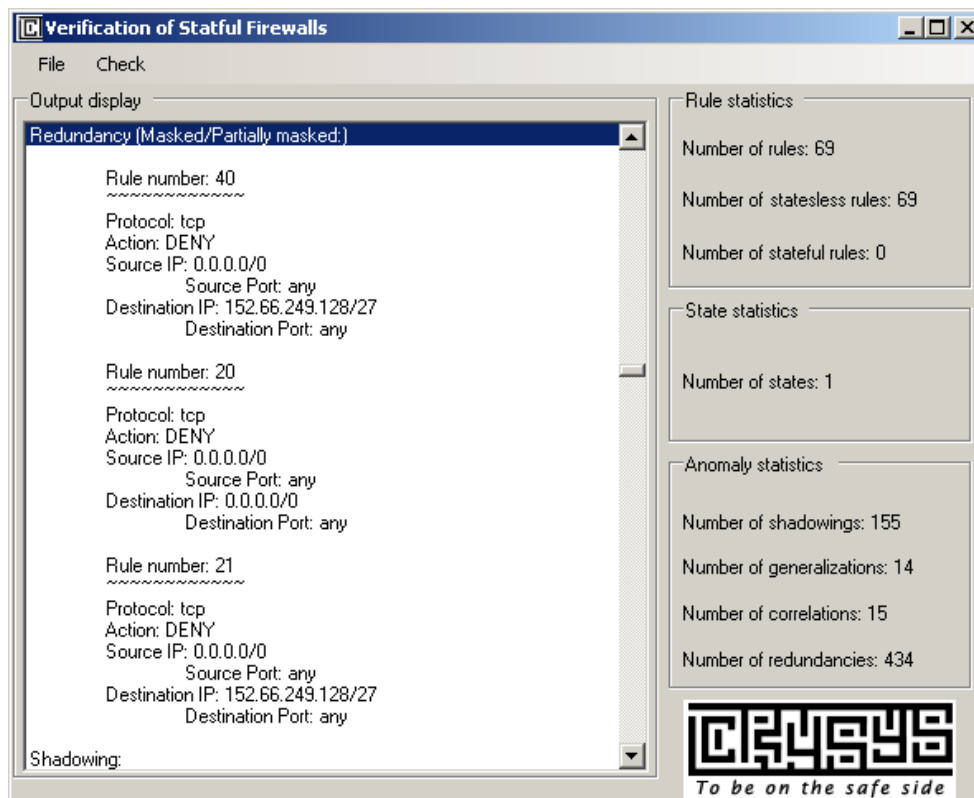 Verification of Statful Firewalls
File Check
Output display
Redundancy (Masked/Partially masked:)
Rule number: 40
~~~~~~~~~~~~
Protocol: tcp
Action: DENY
Source IP: 0.0.0.0/0
Source Port: any
Destination IP: 152.66.249.128/27
Destination Port: any
Rule number: 20
~~~~~~~~~~~~
Protocol: tcp
Action: DENY
Source IP: 0.0.0.0/0
Source Port: any
Destination IP: 0.0.0.0/0
Destination Port: any
Rule number: 21
~~~~~~~~~~~~
Protocol: tcp
Action: DENY
Source IP: 0.0.0.0/0
Source Port: any
Destination IP: 152.66.249.128/27
Destination Port: any
Shadowing:
Rule statistics
Number of rules: 69
Number of statesless rules: 69
Number of stateful rules: 0
State statistics
Number of states: 1
Anomaly statistics
Number of shadowings: 155
Number of generalizations: 14
Number of correlations: 15
Number of redundancies: 434
CRYSYS
To be on the safe side